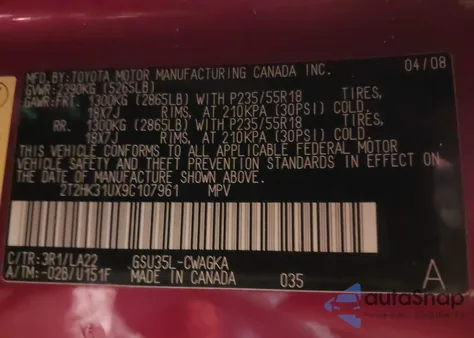 MFD.BY:TOYOTA MOTOR MANUFACTURING CANADA INC. 04/08
GVWR: 2390KG (5265LB)
GAWR:FRT. 1300KG (2865LB) WITH P235/55R18 TIRES,
18X7J RIMS, AT 210KPA (30PSI) COLD.
RR. 1300KG (2865LB) WITH P235/55R18 TIRES,
18X7J RIMS, AT 210KPA (30PSI) COLD.
THIS VEHICLE CONFORMS TO ALL APPLICABLE FEDERAL MOTOR
VEHICLE SAFETY AND THEFT PREVENTION STANDARDS IN EFFECT ON
THE DATE OF MANUFACTURE SHOWN ABOVE.
2T2HK31UX9C107961 MPV
C/TR: 3R1/LA22 GSU35L-CWAGKA
A/TM: -02B/U151F MADE IN CANADA 035 A
autoSnap